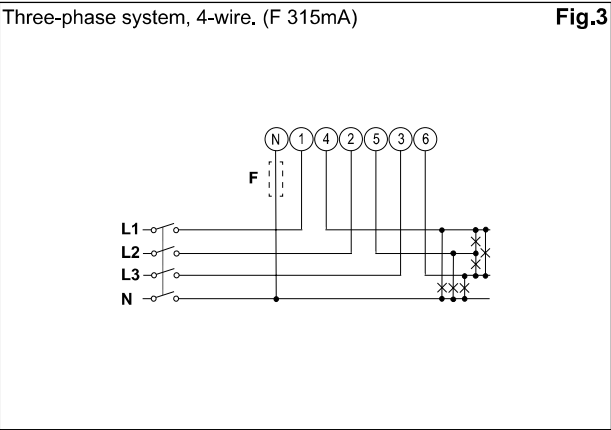 Three-phase system, 4-wire. (F 315mA) Fig.3
N 1 4 2 5 3 6
F
L1
L2
L3
N